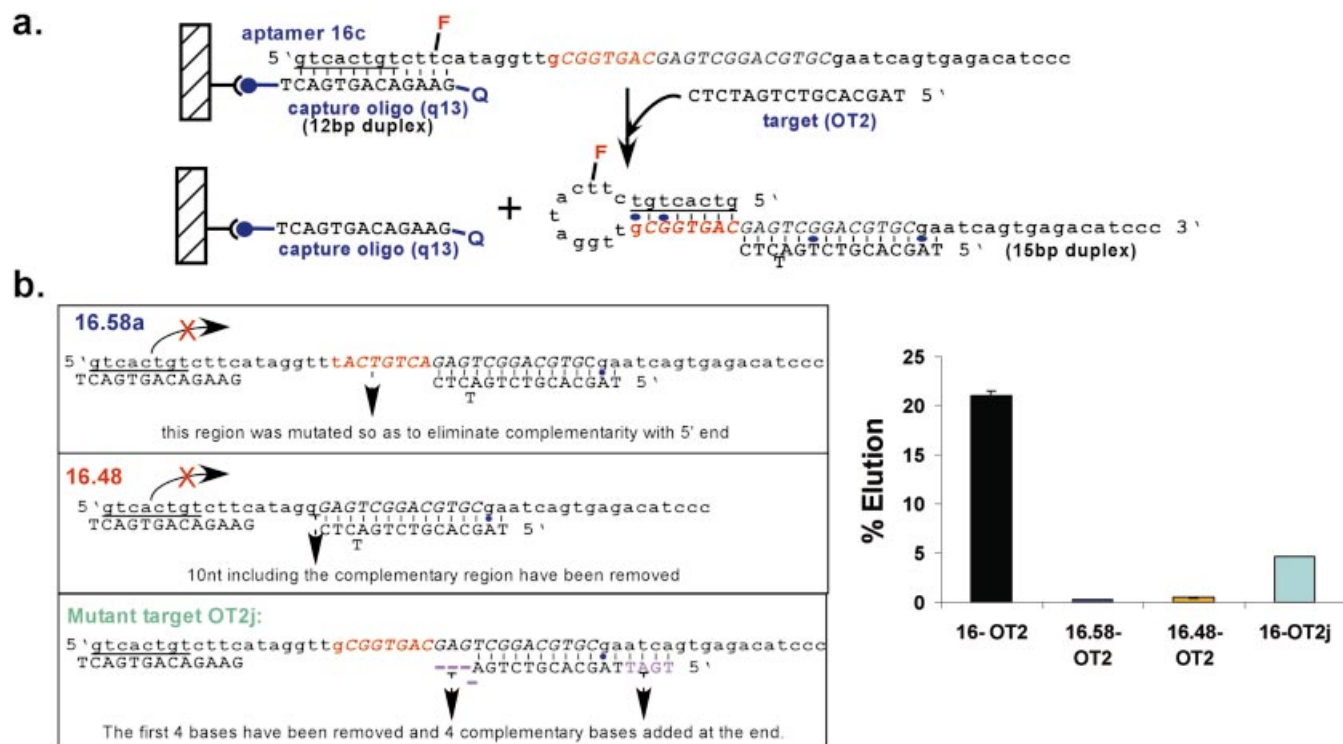 a.
aptamer 16c
F
5‵gtcactgtcttcataggttgCGGTGACGAGTCGGACGTGCgaatcagtgagacatccc
TCAGTGACAGAAG
Q
capture oligo (q13)
(12bp duplex)
CTCTAGTCTGCACGAT 5‵
target (OT2)
F
TCAGTGACAGAAG
Q
capture oligo (q13)
+
acttc
tgtcactg 5‵
t
a
ggt
tgCGGTGACGAGTCGGACGTGCgaatcagtgagacatccc 3‵
CTCAGTCTGCACGAT 5‵
T
(15bp duplex)
b.
16.58a
X
5‵gtcactgtcttcataggtttACTGTCAGAGTCGGACGTGCgaatcagtgagacatccc
TCAGTGACAGAAG
CTCAGTCTGCACGAT 5‵
T
this region was mutated so as to eliminate complementarity with 5' end
16.48
X
5‵gtcactgtcttcataggGAGTCGGACGTGCgaatcagtgagacatccc
TCAGTGACAGAAG
CTCAGTCTGCACGAT 5‵
T
10nt including the complementary region have been removed
Mutant target OT2j:
5‵gtcactgtcttcataggttgCGGTGACGAGTCGGACGTGCgaatcagtgagacatccc
TCAGTGACAGAAG
---AGTCTGCACGATTAGT 5‵
-
The first 4 bases have been removed and 4 complementary bases added at the end.
% Elution
25
20
15
10
5
0
16- OT2
16.58-OT2
16.48-OT2
16-OT2j